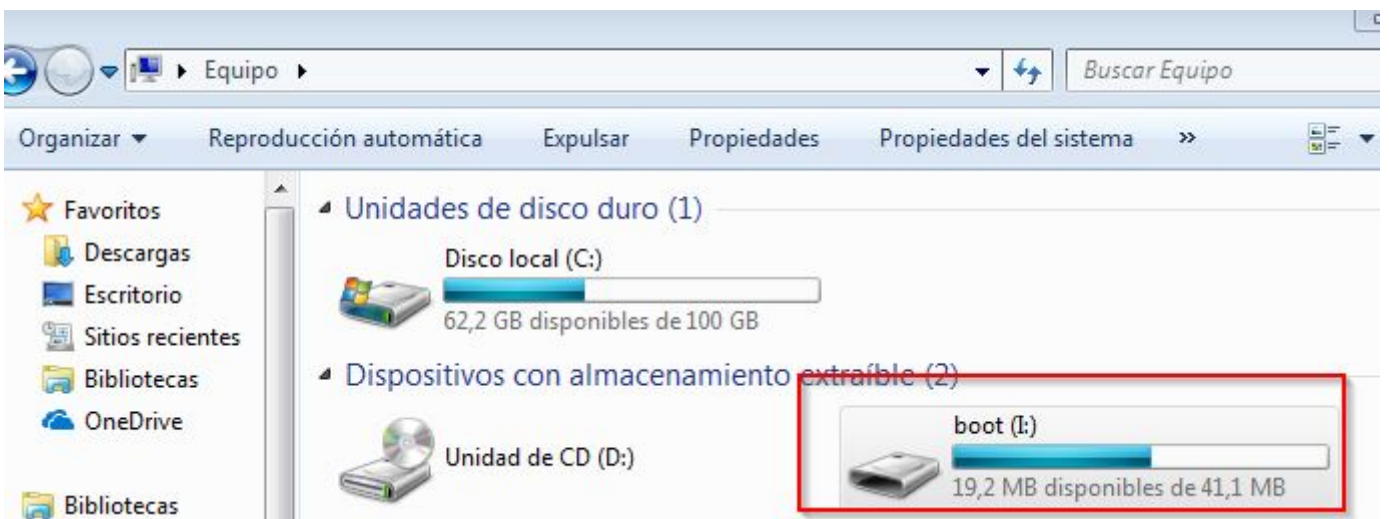 Equipo
Buscar Equipo
Organizar Reproducción automática Expulsar Propiedades Propiedades del sistema »
Favoritos
Descargas
Escritorio
Sitios recientes
Bibliotecas
OneDrive
Bibliotecas
Unidades de disco duro (1)
Disco local (C:)
62,2 GB disponibles de 100 GB
Dispositivos con almacenamiento extraíble (2)
Unidad de CD (D:)
boot (I:)
19,2 MB disponibles de 41,1 MB